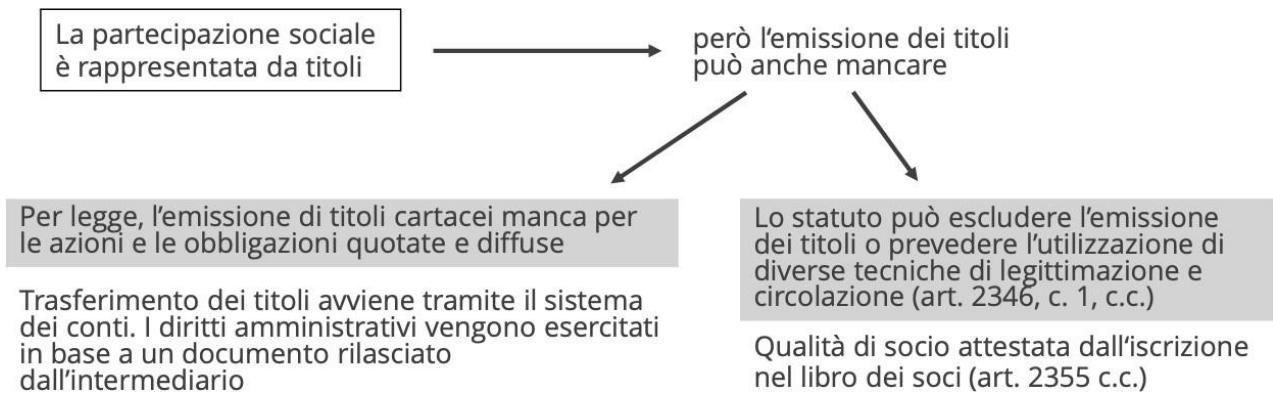 La partecipazione sociale
è rappresentata da titoli
però l'emissione dei titoli
può anche mancare
Per legge, l'emissione di titoli cartacei manca per
le azioni e le obbligazioni quotate e diffuse
Trasferimento dei titoli avviene tramite il sistema
dei conti. I diritti amministrativi vengono esercitati
in base a un documento rilasciato
dall'intermediario
Lo statuto può escludere l'emissione
dei titoli o prevedere l'utilizzazione di
diverse tecniche di legittimazione e
circolazione (art. 2346, c. 1, c.c.)
Qualità di socio attestata dall'iscrizione
nel libro dei soci (art. 2355 c.c.)